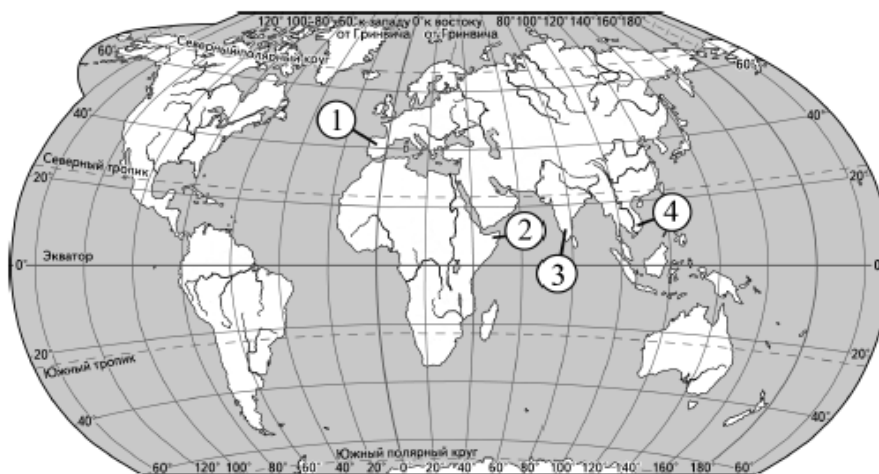 120° 100°80°60° к западу 0° к востоку 80°100°120° 140°160°180°
от Гринвича от Гринвича
Северный полярный круг
60° 60°
40° 40°
1
Северный тропик
20° 20°
2 4
3
Экватор
0° 0°
20° 20°
Южный тропик
40° 40°
Южный полярный круг
60° 120° 100° 80° 60° 40° 20° 0° 20° 40° 60° 80° 100° 120° 140° 160° 60°